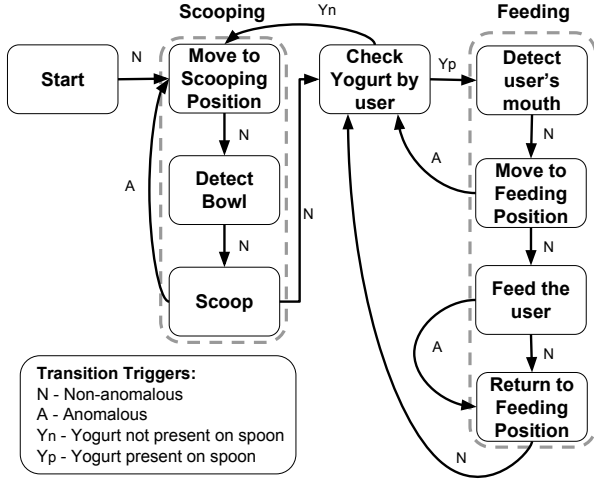 Scooping
Yn
Feeding
Start
N
Move to
Scooping
Position
Check
Yogurt by
user
Yp
Detect
user's
mouth
N
N
A
Detect
Bowl
A
Move to
Feeding
Position
N
N
N
Scoop
Feed the
user
A
N
Return to
Feeding
Position
N
Transition Triggers:
N - Non-anomalous
A - Anomalous
Yn - Yogurt not present on spoon
Yp - Yogurt present on spoon